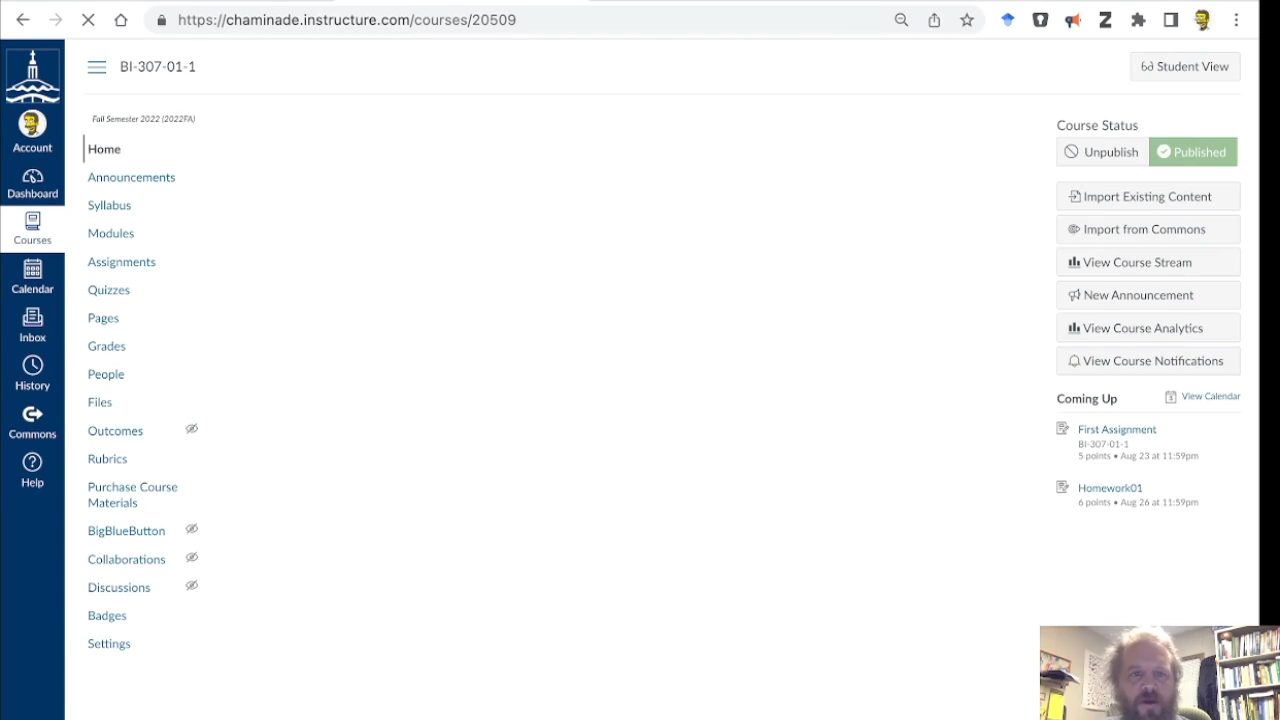 https://chaminade.instructure.com/courses/20509
BI-307-01-1
Student View
Fall Semester 2022 (2022FA)
Account
Dashboard
Courses
Calendar
Inbox
History
Commons
Help
Home
Announcements
Syllabus
Modules
Assignments
Quizzes
Pages
Grades
People
Files
Outcomes
Rubrics
Purchase Course
Materials
BigBlueButton
Collaborations
Discussions
Badges
Settings
Course Status
Unpublish
Published
Import Existing Content
Import from Commons
View Course Stream
New Announcement
View Course Analytics
View Course Notifications
Coming Up
View Calendar
First Assignment
BI-307-01-1
5 points • Aug 23 at 11:59pm
Homework01
6 points • Aug 26 at 11:59pm